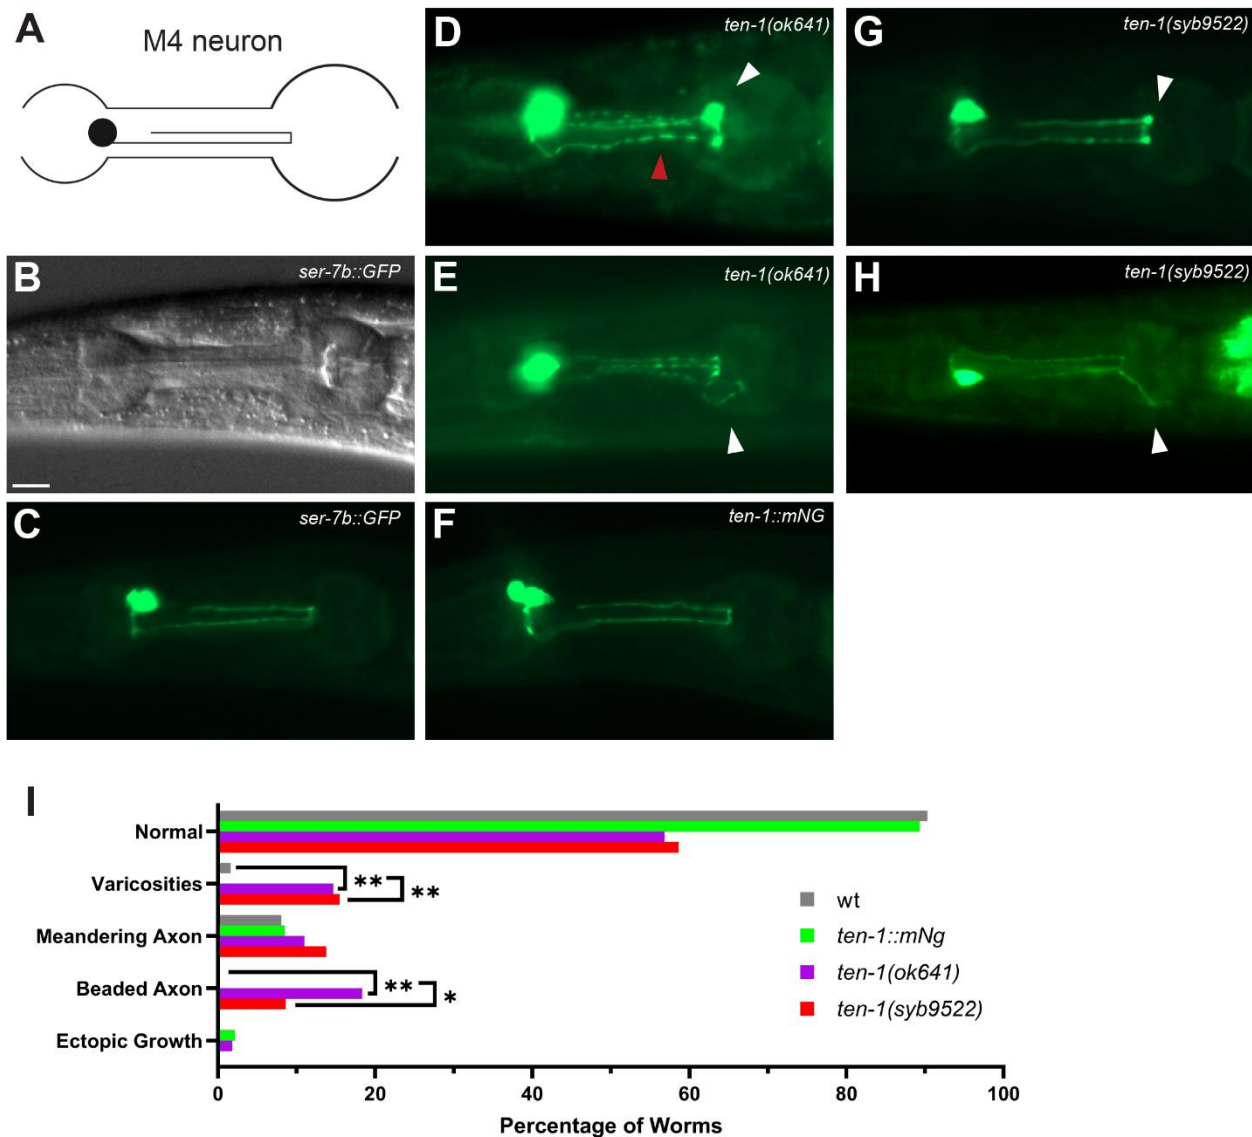 A
M4 neuron
B
ser-7b::GFP
C
ser-7b::GFP
D
ten-1(ok641)
E
ten-1(ok641)
F
ten-1::mNG
G
ten-1(syb9522)
H
ten-1(syb9522)
I
Normal
Varicosities
Meandering Axon
Beaded Axon
Ectopic Growth
**
**
**
*
wt
ten-1::mNg
ten-1(ok641)
ten-1(syb9522)
0 20 40 60 80 100
Percentage of Worms